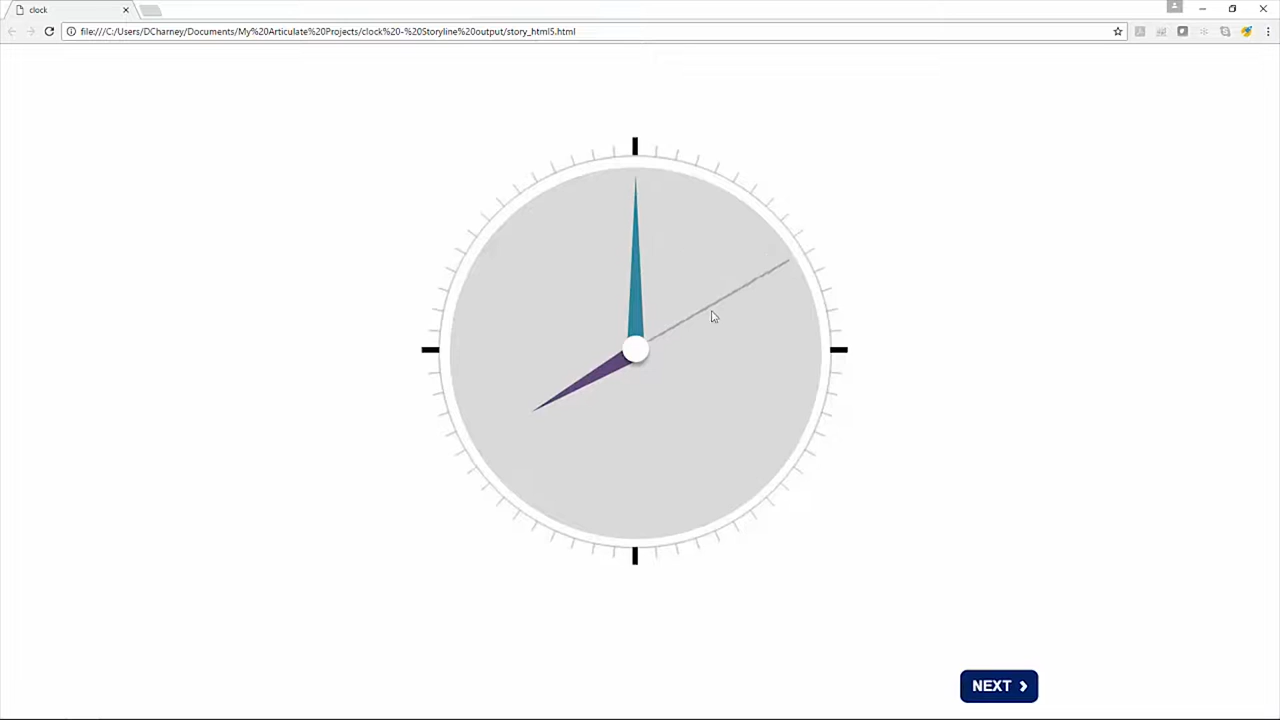 clock
file:///C:/Users/DCharney/Documents/My%20Articulate%20Projects/clock%20-%20Storyline%20output/story_html5.html
NEXT